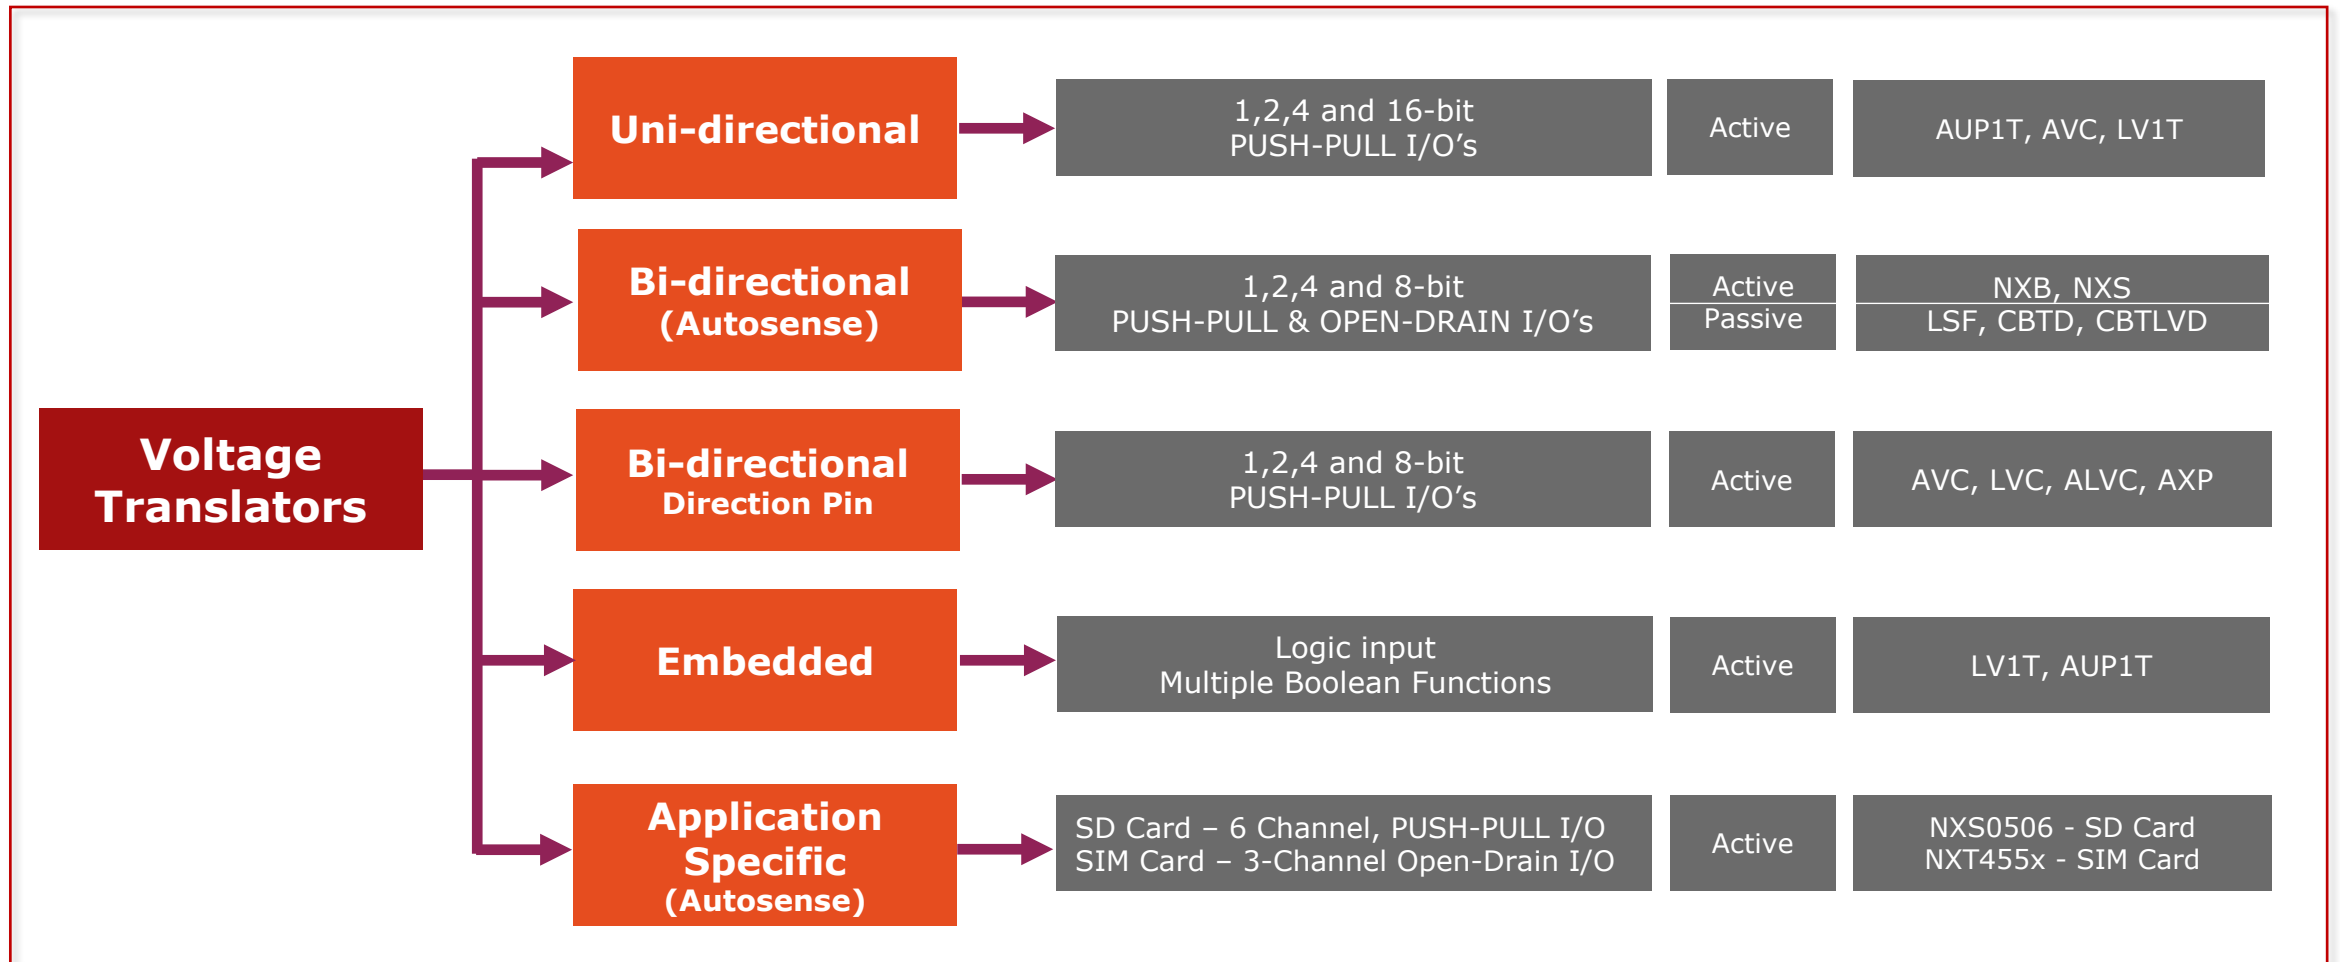 Voltage
Translators
Uni-directional
1,2,4 and 16-bit
PUSH-PULL I/O’s
Active
AUP1T, AVC, LV1T
Bi-directional
(Autosense)
1,2,4 and 8-bit
PUSH-PULL & OPEN-DRAIN I/O’s
Active
Passive
NXB, NXS
LSF, CBTD, CBTLVD
Bi-directional
Direction Pin
1,2,4 and 8-bit
PUSH-PULL I/O’s
Active
AVC, LVC, ALVC, AXP
Embedded
Logic input
Multiple Boolean Functions
Active
LV1T, AUP1T
Application
Specific
(Autosense)
SD Card – 6 Channel, PUSH-PULL I/O
SIM Card – 3-Channel Open-Drain I/O
Active
NXS0506 - SD Card
NXT455x - SIM Card